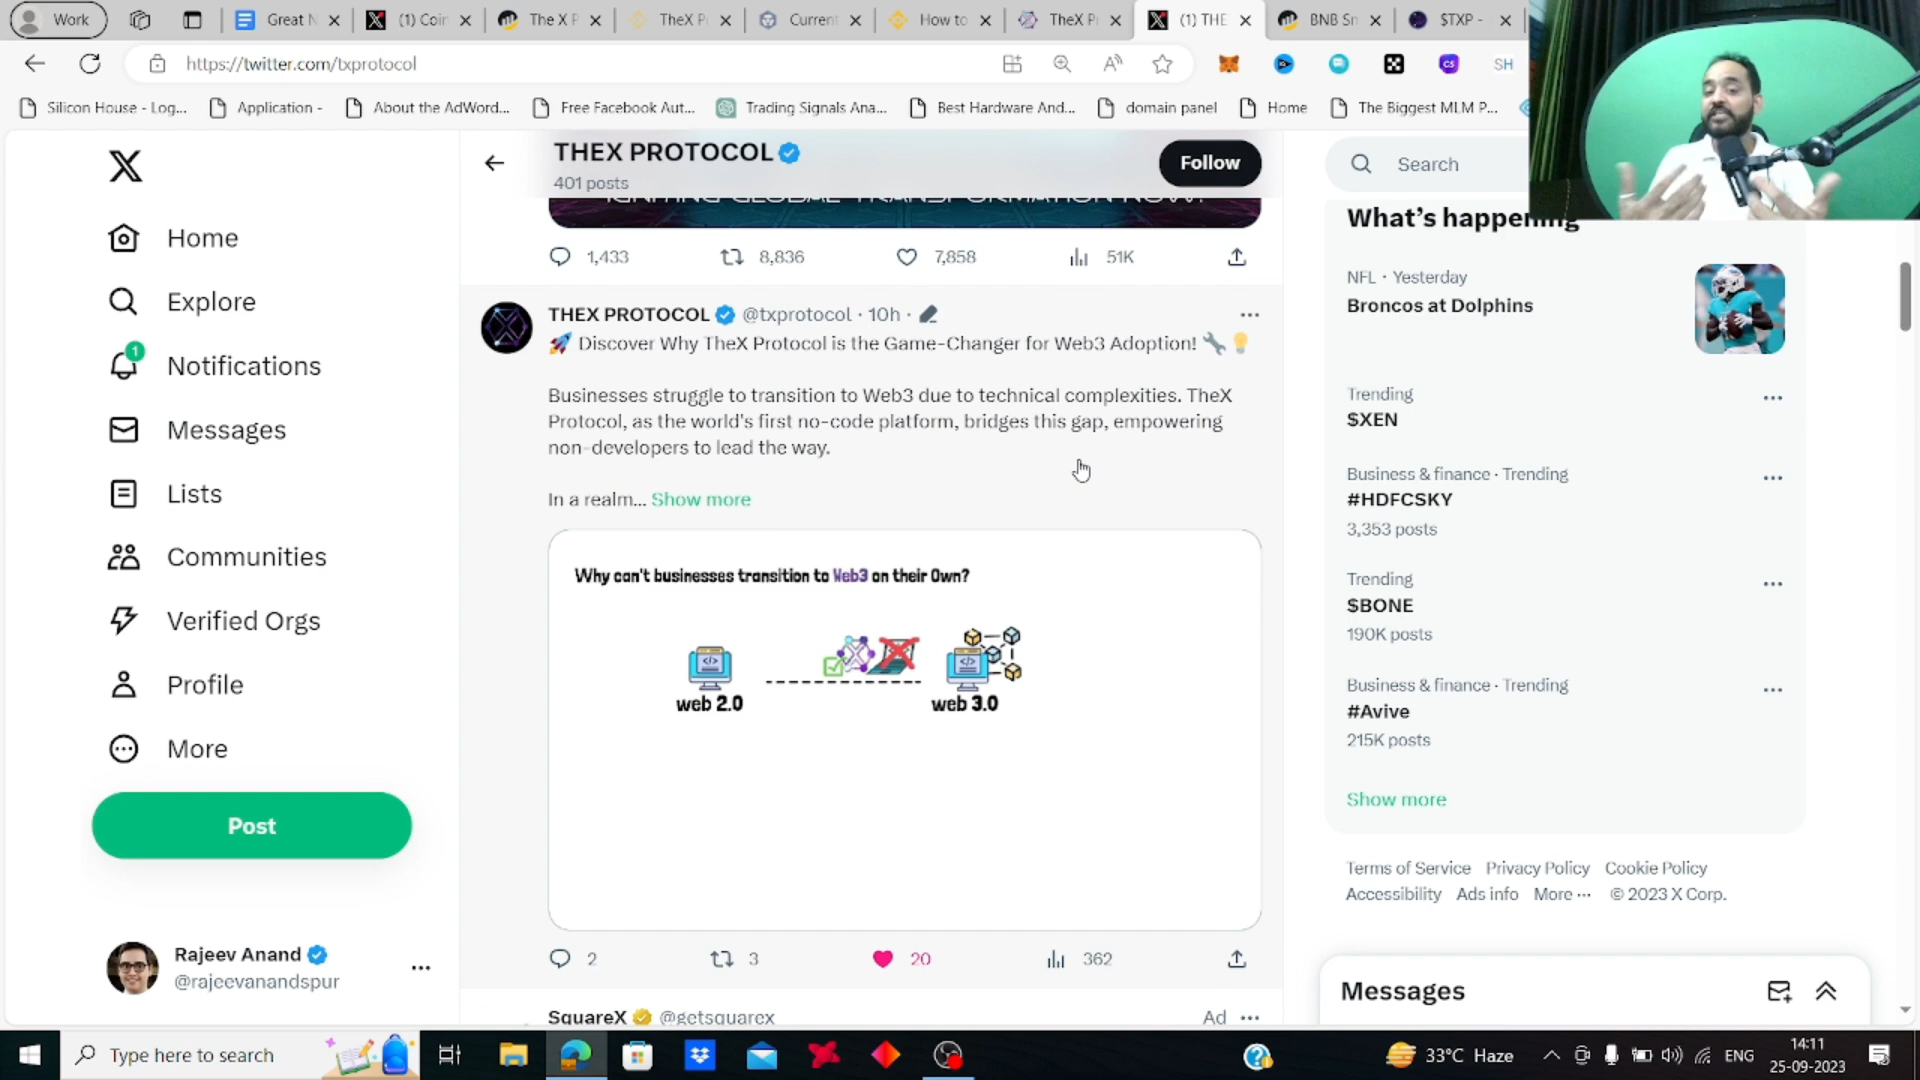 Work
Great N
(1) Coin
The X P
TheX P
Current
How to
TheX P
(1) THE
BNB Sm
$TXP -
https://twitter.com/txprotocol
SH
Silicon House - Log...
Application -
About the AdWord...
Free Facebook Aut...
Trading Signals Ana...
Best Hardware And...
domain panel
Home
The Biggest MLM P...
THEX PROTOCOL
401 posts
Follow
IGNITING GLOBAL TRANSFORMATION NOW!
1,433
8,836
7,858
51K
Home
Explore
1
Notifications
Messages
Lists
Communities
Verified Orgs
Profile
More
Post
Rajeev Anand
@rajeevanandspur
THEX PROTOCOL @txprotocol · 10h ·
🚀 Discover Why TheX Protocol is the Game-Changer for Web3 Adoption! 🔧💡
Businesses struggle to transition to Web3 due to technical complexities. TheX
Protocol, as the world's first no-code platform, bridges this gap, empowering
non-developers to lead the way.
In a realm... Show more
Why can't businesses transition to Web3 on their Own?
web 2.0
web 3.0
2
3
20
362
SquareX @getsquarex
Ad
Search
What's happening
NFL · Yesterday
Broncos at Dolphins
Trending
$XEN
Business & finance · Trending
#HDFCSKY
3,353 posts
Trending
$BONE
190K posts
Business & finance · Trending
#Avive
215K posts
Show more
Terms of Service Privacy Policy Cookie Policy
Accessibility Ads info More ··· © 2023 X Corp.
Messages
Type here to search
33°C Haze
ENG
14:11
25-09-2023